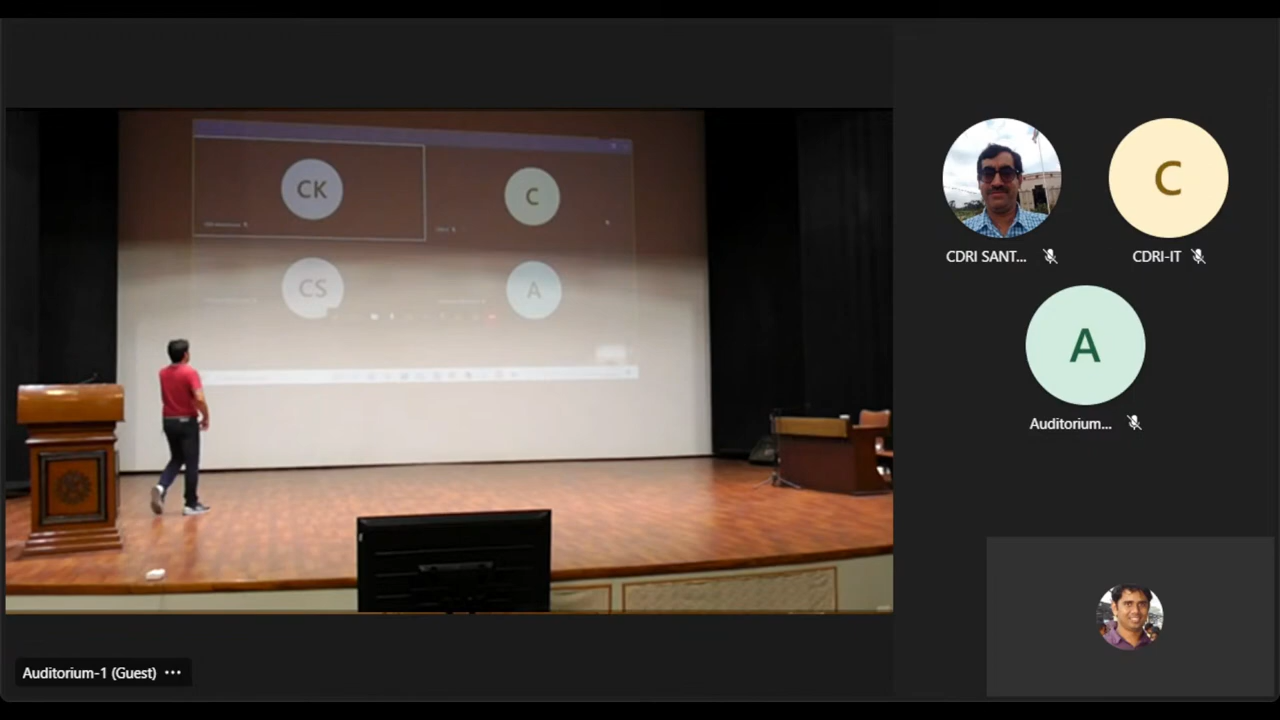 CK
C
CS
A
C
CDRI SANT...
CDRI-IT
A
Auditorium...
Auditorium-1 (Guest) •••